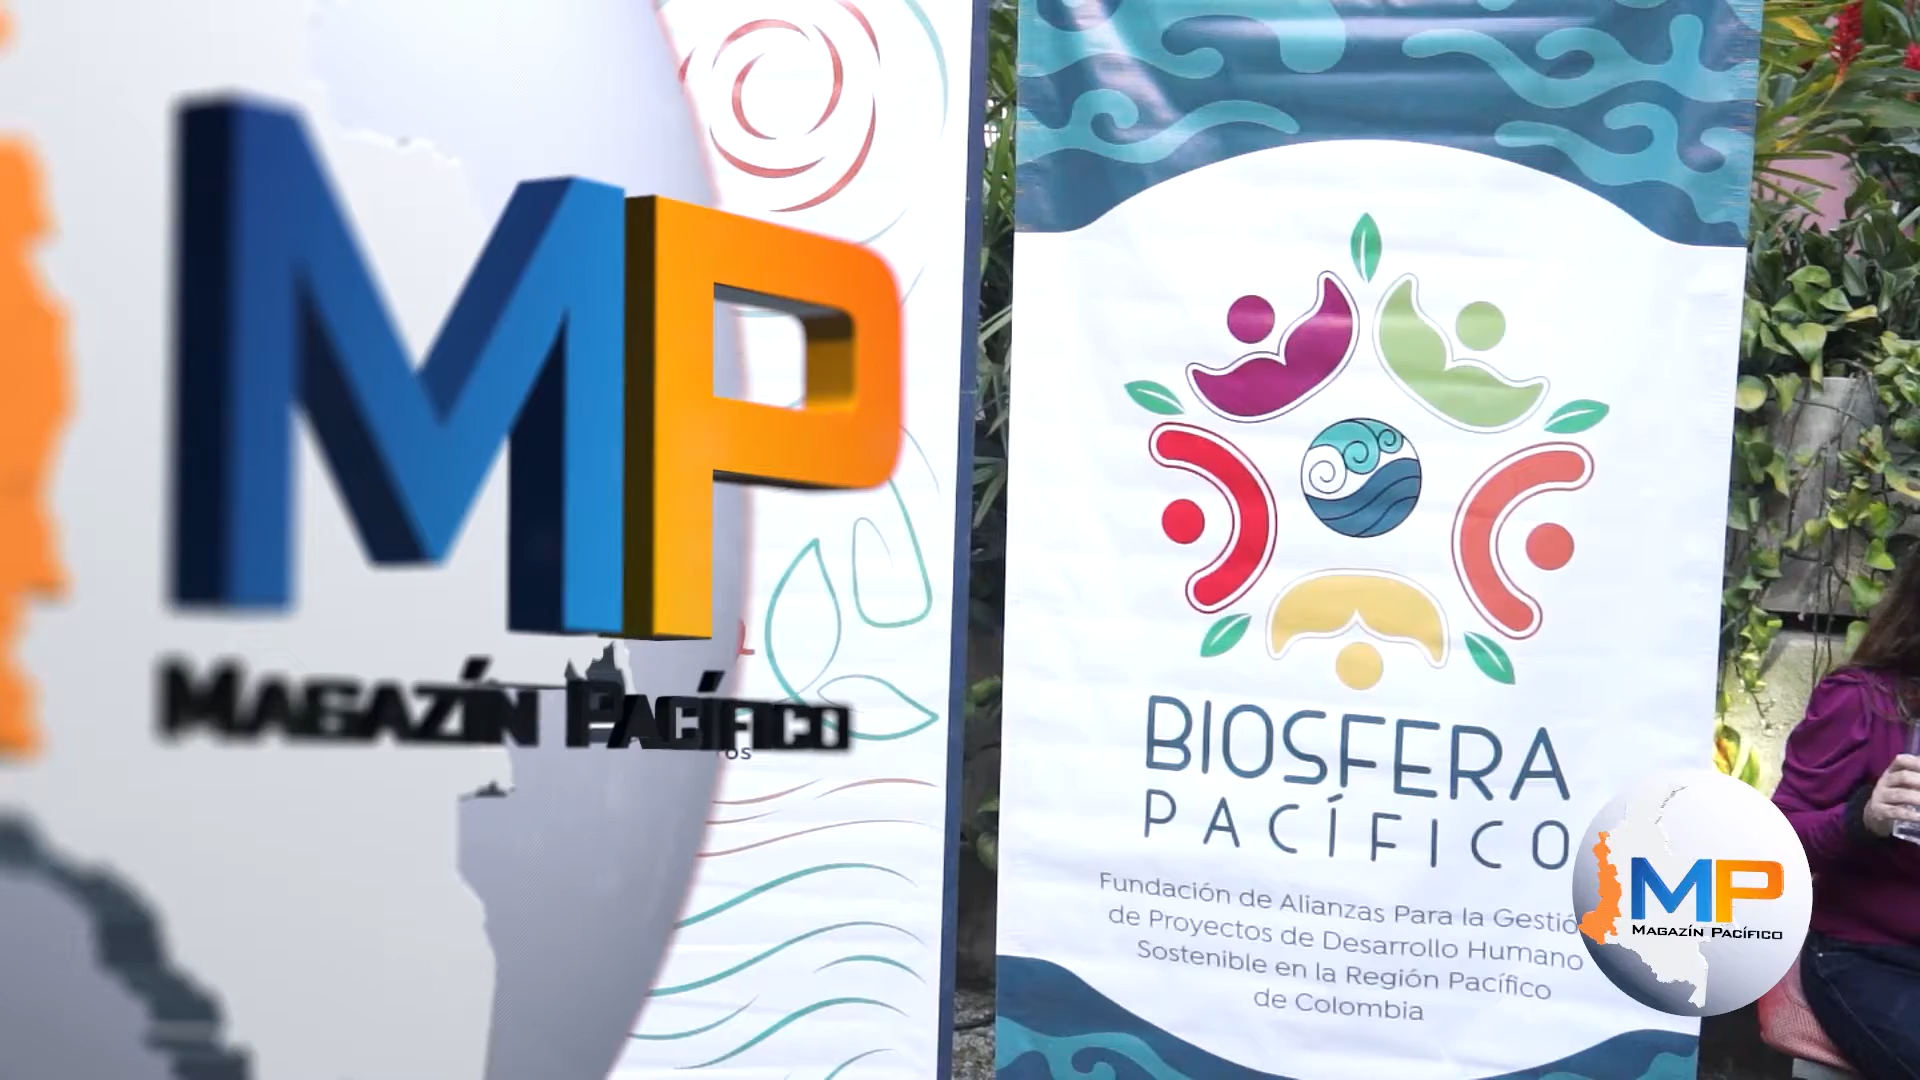 MP
MAGAZÍN PACÍFICO
OS
BIOSFERA
PACÍFICO
Fundación de Alianzas Para la Gestió
de Proyectos de Desarrollo Humano
Sostenible en la Región Pacífico
de Colombia
MP
MAGAZÍN PACÍFICO